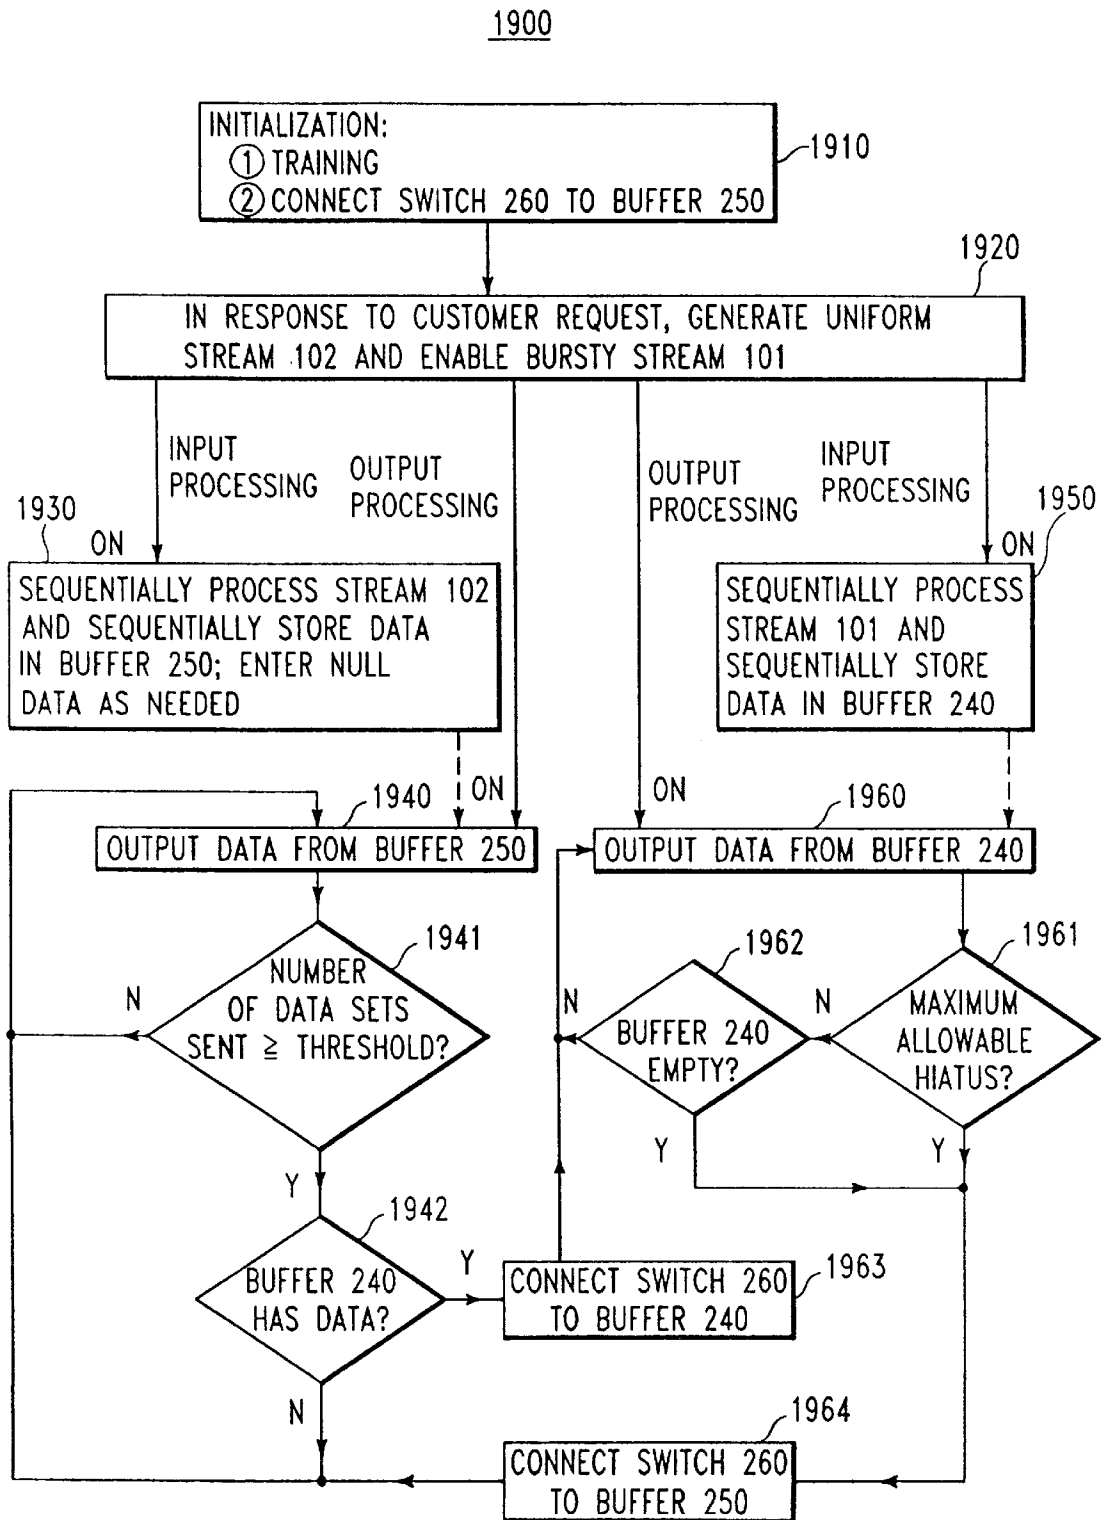 1900
INITIALIZATION:
① TRAINING
② CONNECT SWITCH 260 TO BUFFER 250
1910
1920
IN RESPONSE TO CUSTOMER REQUEST, GENERATE UNIFORM
STREAM 102 AND ENABLE BURSTY STREAM 101
INPUT
PROCESSING
OUTPUT
PROCESSING
OUTPUT
PROCESSING
INPUT
PROCESSING
1930
ON
SEQUENTIALLY PROCESS STREAM 102
AND SEQUENTIALLY STORE DATA
IN BUFFER 250; ENTER NULL
DATA AS NEEDED
1950
ON
SEQUENTIALLY PROCESS
STREAM 101 AND
SEQUENTIALLY STORE
DATA IN BUFFER 240
1940
ON
OUTPUT DATA FROM BUFFER 250
ON
1960
OUTPUT DATA FROM BUFFER 240
1941
NUMBER
OF DATA SETS
SENT ≧ THRESHOLD?
N
Y
1962
BUFFER 240
EMPTY?
N
Y
1961
MAXIMUM
ALLOWABLE
HIATUS?
N
Y
1942
BUFFER 240
HAS DATA?
Y
N
CONNECT SWITCH 260
TO BUFFER 240
1963
1964
CONNECT SWITCH 260
TO BUFFER 250